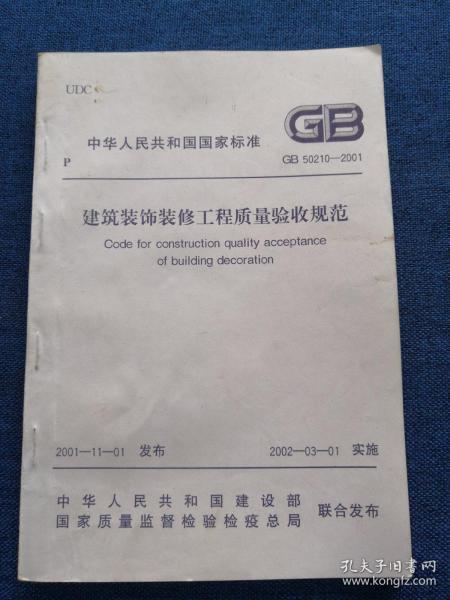 UDC
中华人民共和国国家标准
GB
P
GB 50210—2001
建筑装饰装修工程质量验收规范
Code for construction quality acceptance
of building decoration
2001—11—01 发布
2002—03—01 实施
中华人民共和国建设部
国家质量监督检验检疫总局
联合发布
孔夫子旧书网
www.kongfz.com